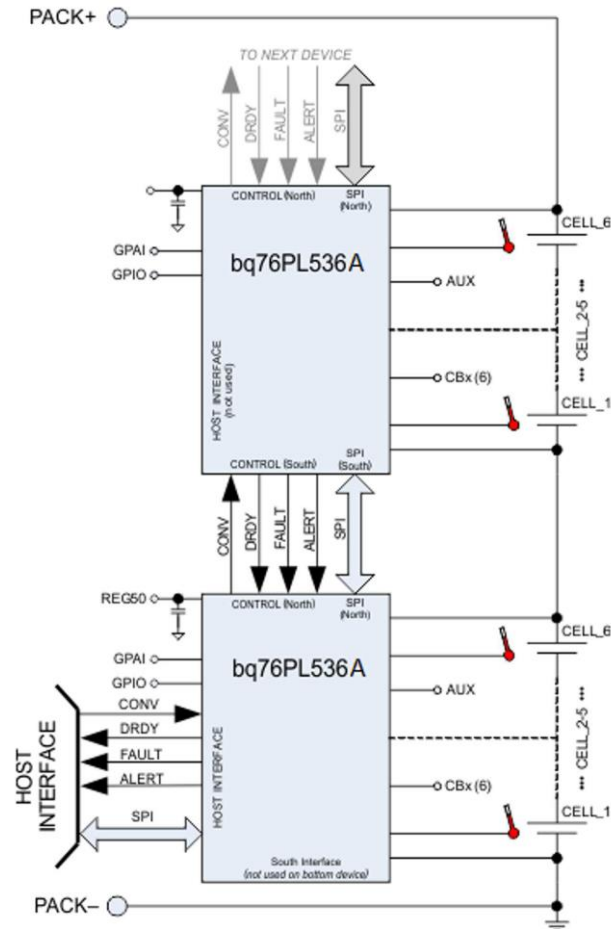 PACK+
TO NEXT DEVICE
CONV
DRDY
FAULT
ALERT
SPI
CONTROL (North)
SPI
(North)
GPAI
GPIO
bq76PL536A
AUX
CBx (6)
HOST INTERFACE
(not used)
CONTROL (South)
SPI
(South)
CELL_6
••• CELL_2-5 •••
CELL_1
CONV
DRDY
FAULT
ALERT
SPI
REG50
CONTROL (North)
SPI
(North)
GPAI
GPIO
bq76PL536A
AUX
CBx (6)
HOST INTERFACE
CONV
DRDY
FAULT
ALERT
SPI
HOST
INTERFACE
South Interface
(not used on bottom device)
CELL_6
••• CELL_2-5 •••
CELL_1
PACK–